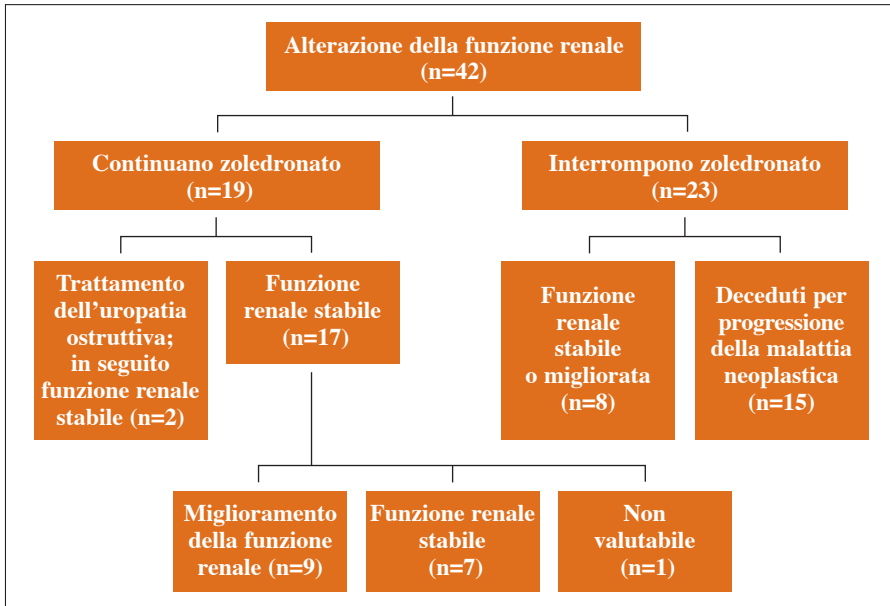 Alterazione della funzione renale
(n=42)
Continuano zoledronato
(n=19)
Interrompono zoledronato
(n=23)
Trattamento
dell’uropatia
ostruttiva;
in seguito
funzione renale
stabile (n=2)
Funzione
renale stabile
(n=17)
Funzione
renale
stabile
o migliorata
(n=8)
Deceduti per
progressione
della malattia
neoplastica
(n=15)
Miglioramento
della funzione
renale (n=9)
Funzione renale
stabile
(n=7)
Non
valutabile
(n=1)